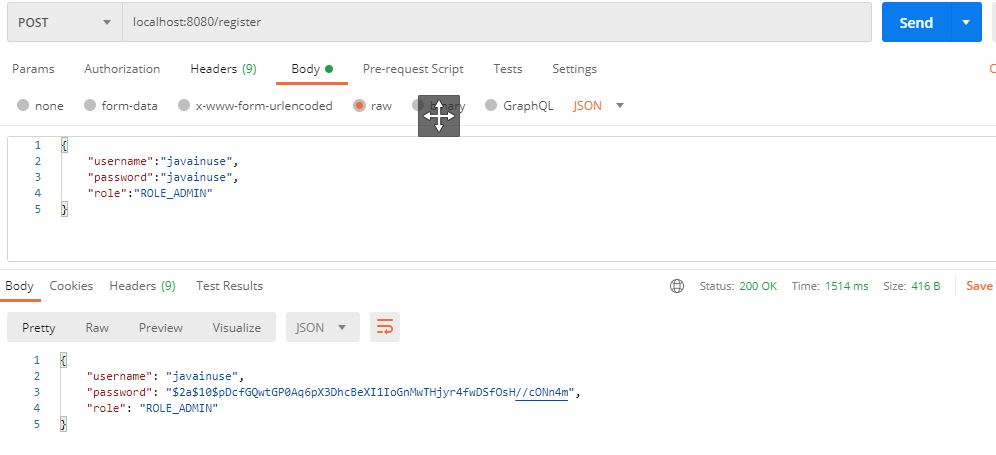 POST localhost:8080/register Send
Params Authorization Headers (9) Body Pre-request Script Tests Settings
none form-data x-www-form-urlencoded raw binary GraphQL JSON
1 {
2 "username":"javainuse",
3 "password":"javainuse",
4 "role":"ROLE_ADMIN"
5 }
Body Cookies Headers (9) Test Results Status: 200 OK Time: 1514 ms Size: 416 B Save
Pretty Raw Preview Visualize JSON
1 {
2 "username": "javainuse",
3 "password": "$2a$10$pDcfGQwtGP0Aq6pX3DhcBeXI1IoGnMwTHjyr4fwDSfOsH//cONn4m",
4 "role": "ROLE_ADMIN"
5 }